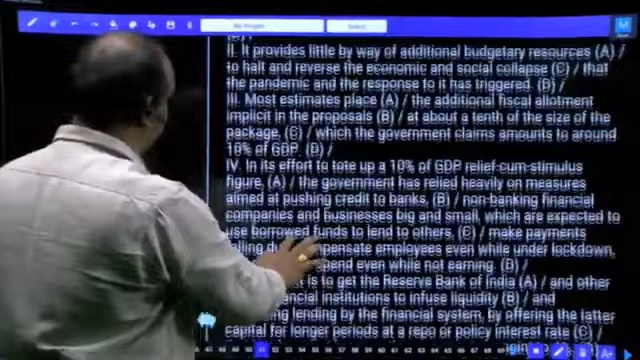 II. It provides little by way of additional budgetary resources (A) /
to halt and reverse the economic and social collapse (C) / that
the pandemic and the response to it has triggered. (B) /
III. Most estimates place (A) / the additional fiscal allotment
implicit in the proposals (B) / at about a tenth of the size of the
package, (C) / which the government claims amounts to around
10% of GDP. (D) /
IV. In its effort to tote up a 10% of GDP relief-cum-stimulus
figure, (A) / the government has relied heavily on measures
aimed at pushing credit to banks, (B) / non-banking financial
companies and businesses big and small, which are expected to
use borrowed funds to lend to others, (C) / make payments
falling compensate employees even while under lockdown,
spend even while not earning. (D) /
is to get the Reserve Bank of India (A) / and other
financial institutions to infuse liquidity (B) / and
lending by the financial system, by offering the latter
capital for longer periods at a repo or policy interest rate (C) /